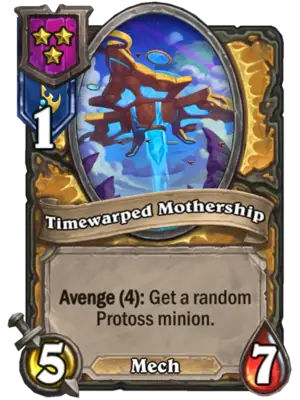 1
Timewarped Mothership
Avenge (4): Get a random
Protoss minion.
5
Mech
7